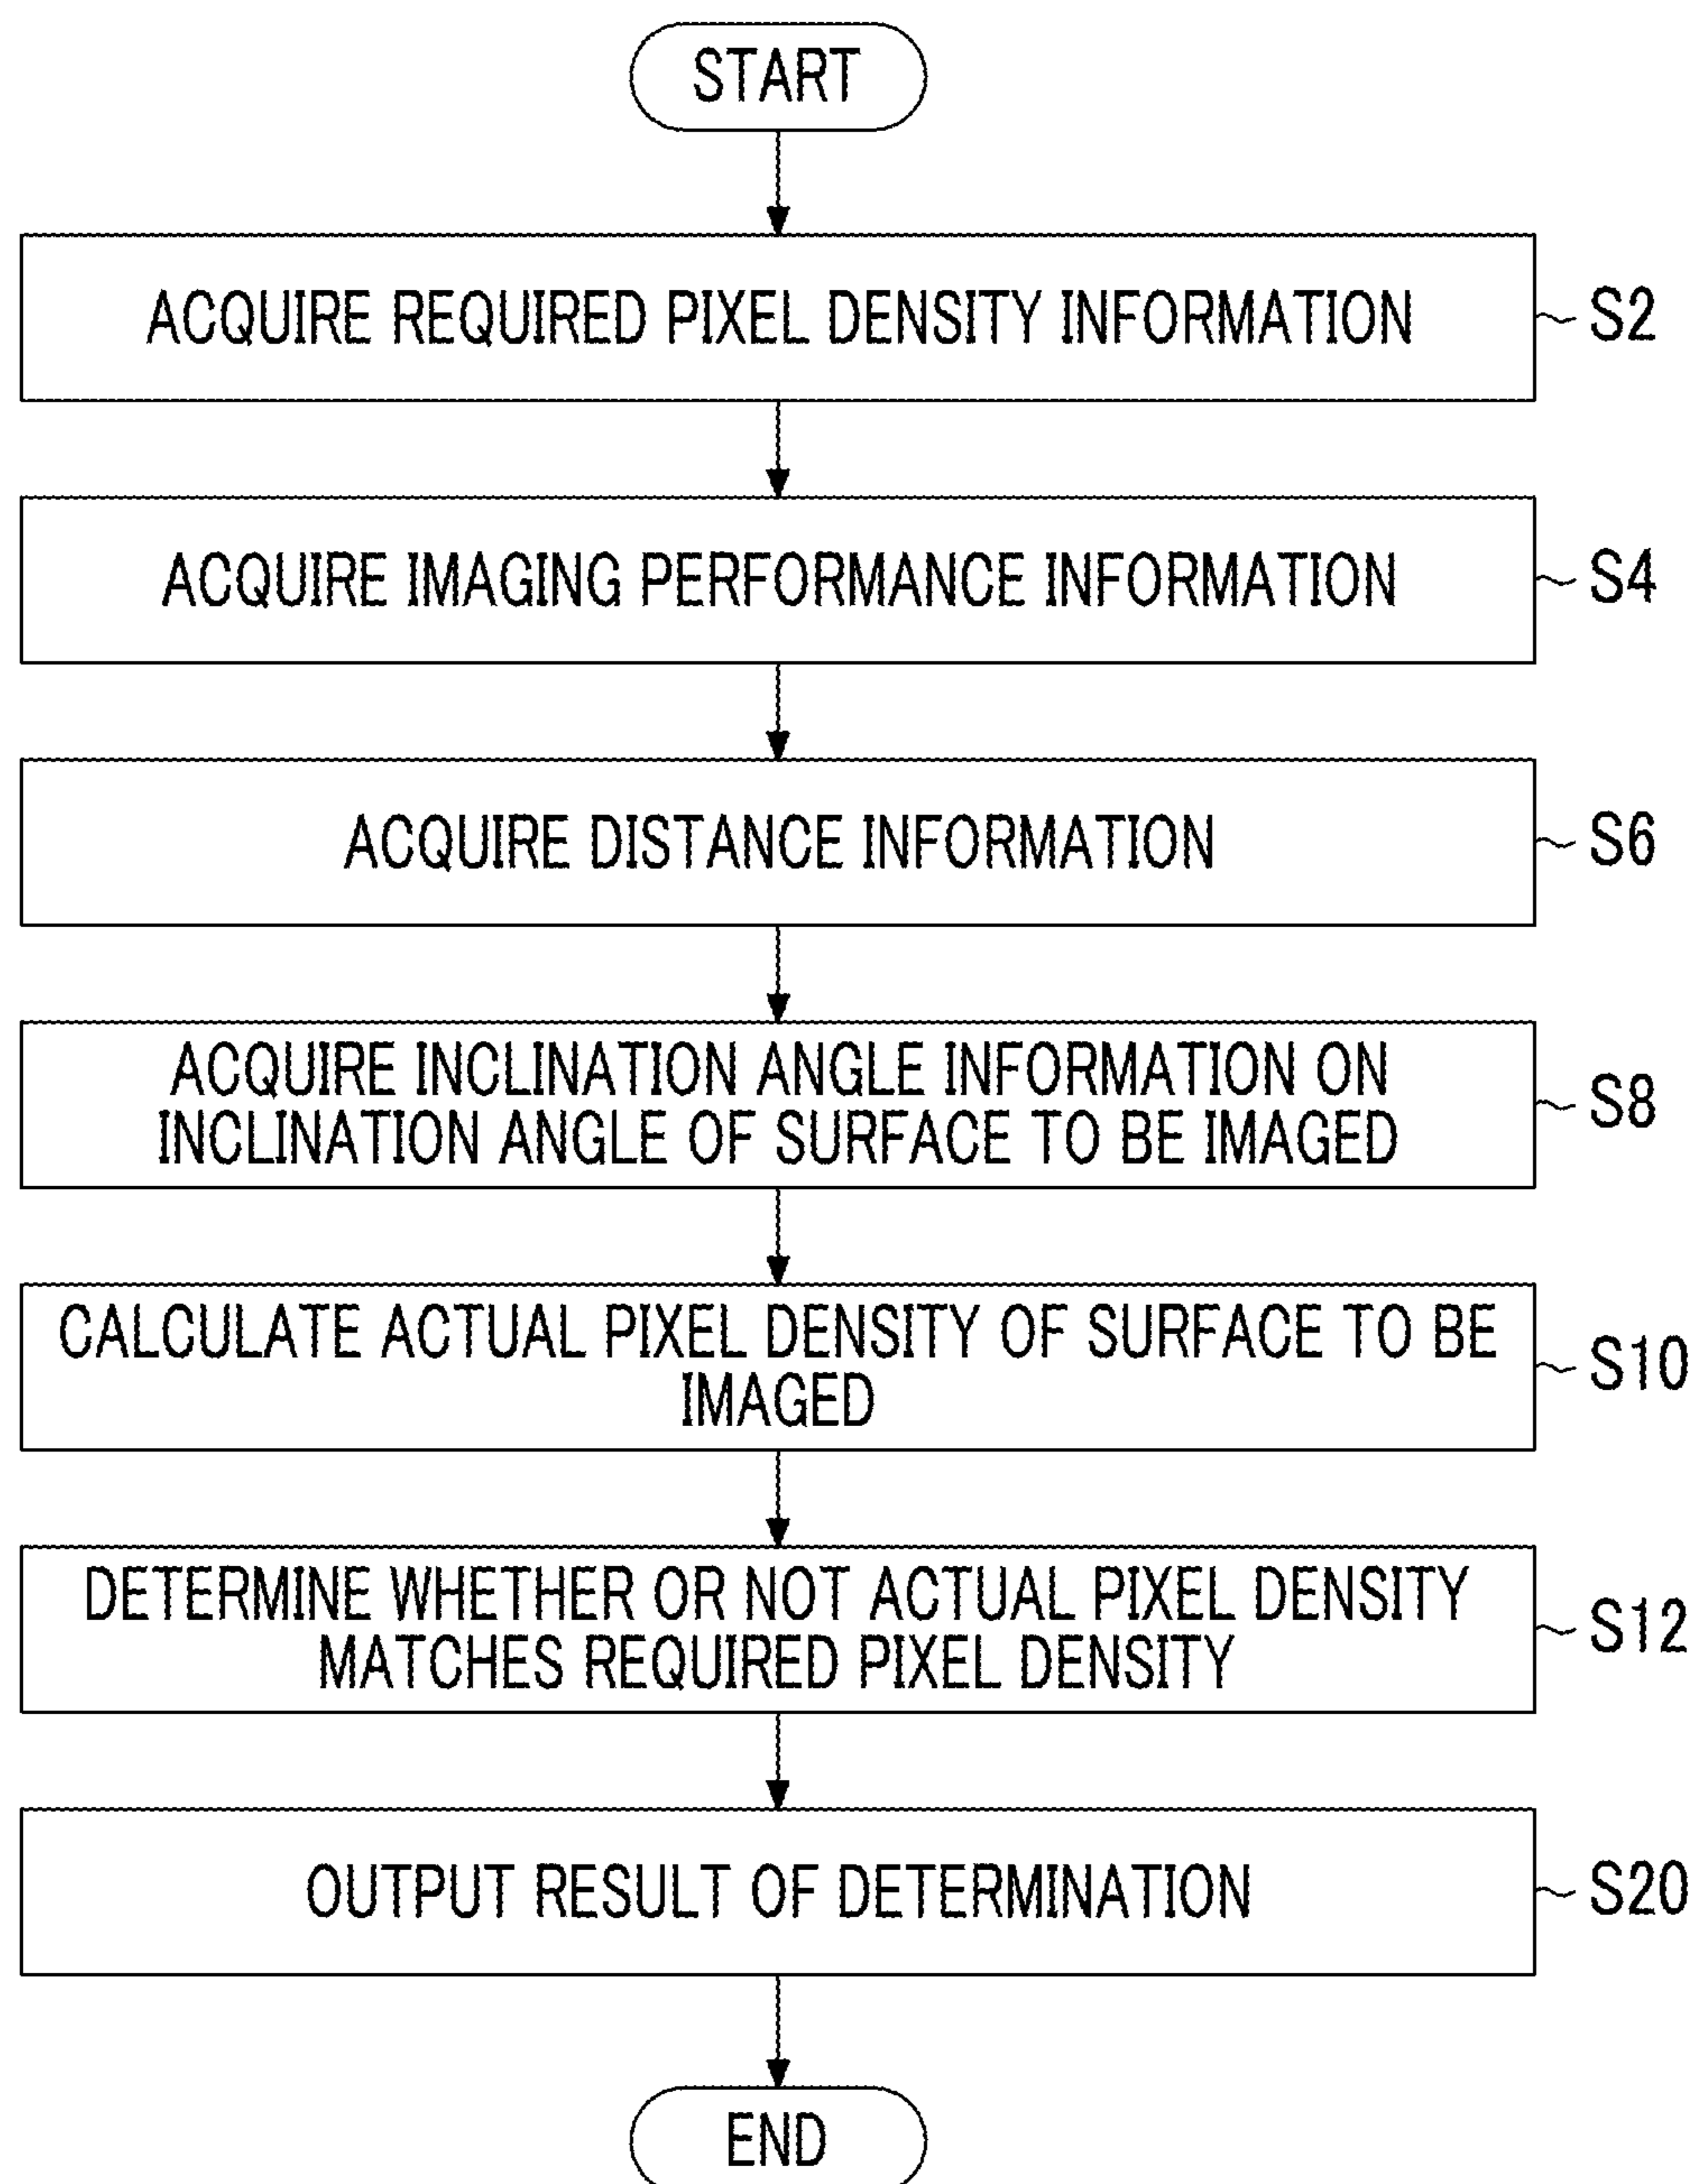 START
ACQUIRE REQUIRED PIXEL DENSITY INFORMATION
S2
ACQUIRE IMAGING PERFORMANCE INFORMATION
S4
ACQUIRE DISTANCE INFORMATION
S6
ACQUIRE INCLINATION ANGLE INFORMATION ON
INCLINATION ANGLE OF SURFACE TO BE IMAGED
S8
CALCULATE ACTUAL PIXEL DENSITY OF SURFACE TO BE
IMAGED
S10
DETERMINE WHETHER OR NOT ACTUAL PIXEL DENSITY
MATCHES REQUIRED PIXEL DENSITY
S12
OUTPUT RESULT OF DETERMINATION
S20
END